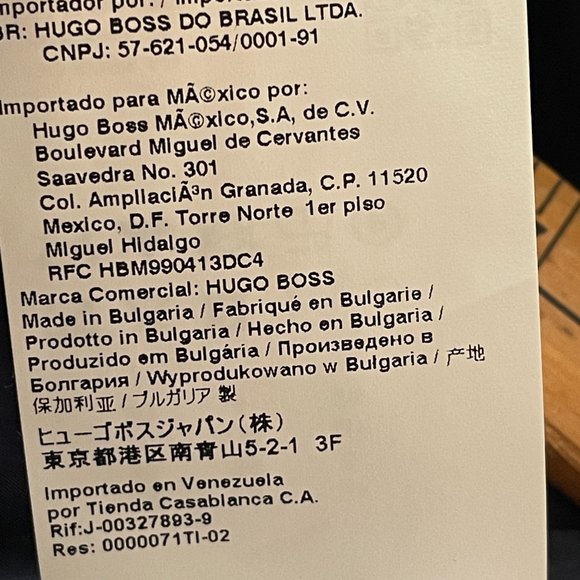 mportador por:/ Importa
BR: HUGO BOSS DO BRASIL LTDA.
CNPJ: 57-621-054/0001-91
Importado para MÃ©xico por:
Hugo Boss MÃ©xico,S.A, de C.V.
Boulevard Miguel de Cervantes
Saavedra No. 301
Col. AmpliaciÃ³n Granada, C.P. 11520
Mexico, D.F. Torre Norte 1er piso
Miguel Hidalgo
RFC HBM990413DC4
Marca Comercial: HUGO BOSS
Made in Bulgaria / Fabriqué en Bulgarie /
Prodotto in Bulgaria / Hecho en Bulgaria /
Produzido em Bulgária / Произведено в
Болгария / Wyprodukowano w Bułgaria / 产地
保加利亚 / ブルガリア 製
ヒューゴボスジャパン(株)
東京都港区南青山5-2-1 3F
Importado en Venezuela
por Tienda Casablanca C.A.
Rif:J-00327893-9
Res: 0000071TI-02